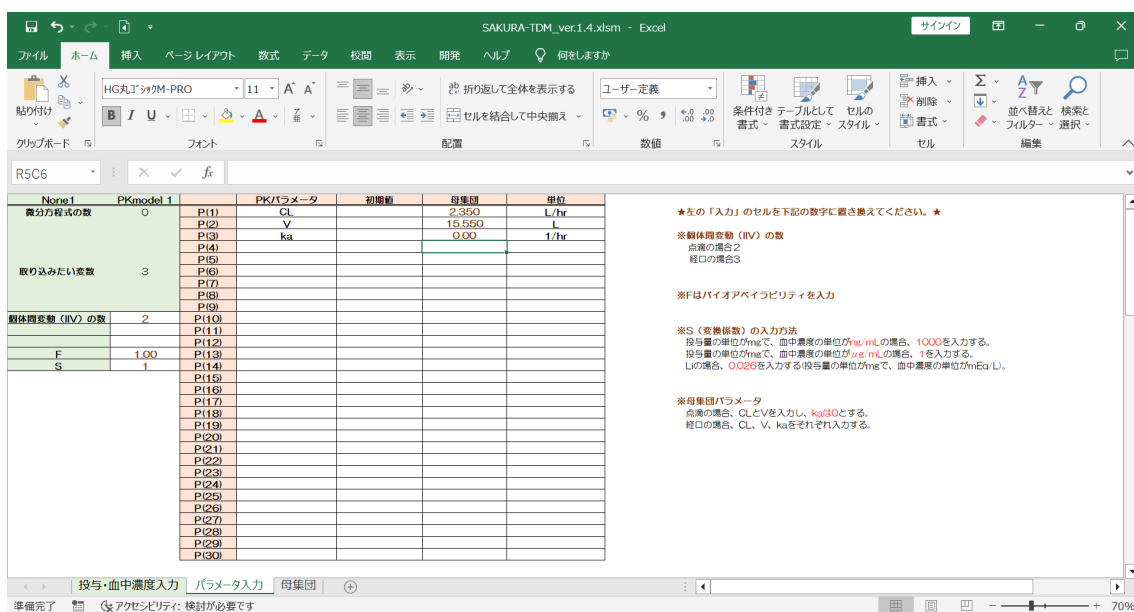 SAKURA-TDM_ver.1.4.xlsm - Excel
サインイン
ファイル ホーム 挿入 ページ レイアウト 数式 データ 校閲 表示 開発 ヘルプ 何をしますか
貼り付け
クリップボード
HG丸ゴシックM-PRO 11
B I U
フォント
折り返して全体を表示する
セルを結合して中央揃え
配置
ユーザー定義
数値
条件付き書式
テーブルとして書式設定
セルのスタイル
スタイル
挿入
削除
書式
セル
並べ替えとフィルター
検索と選択
編集
R5C6
None1 PKmodel 1 PKパラメータ 初期値 母集団 単位
微分方程式の数 0 P(1) CL 2.350 L/hr
P(2) V 15.550 L
P(3) ka 0.00 1/hr
P(4)
P(5)
取り込みたい変数 3 P(6)
P(7)
P(8)
P(9)
個体間変動（IIV）の数 2 P(10)
P(11)
P(12)
F 1.00 P(13)
S 1 P(14)
P(15)
P(16)
P(17)
P(18)
P(19)
P(20)
P(21)
P(22)
P(23)
P(24)
P(25)
P(26)
P(27)
P(28)
P(29)
P(30)
★左の「入力」のセルを下記の数字に置き換えてください。★
※個体間変動（IIV）の数
点滴の場合2
経口の場合3
※Fはバイオアベイラビリティを入力
※S（変換係数）の入力方法
投与量の単位がmgで、血中濃度の単位がng/mLの場合、1000を入力する。
投与量の単位がmgで、血中濃度の単位がμg/mLの場合、1を入力する。
Liの場合、0.026を入力する(投与量の単位がmgで、血中濃度の単位がmEq/L)。
※母集団パラメータ
点滴の場合、CLとVを入力し、kaは0とする。
経口の場合、CL、V、kaをそれぞれ入力する。
投与・血中濃度入力 パラメータ入力 母集団
準備完了 アクセシビリティ: 検討が必要です 70%